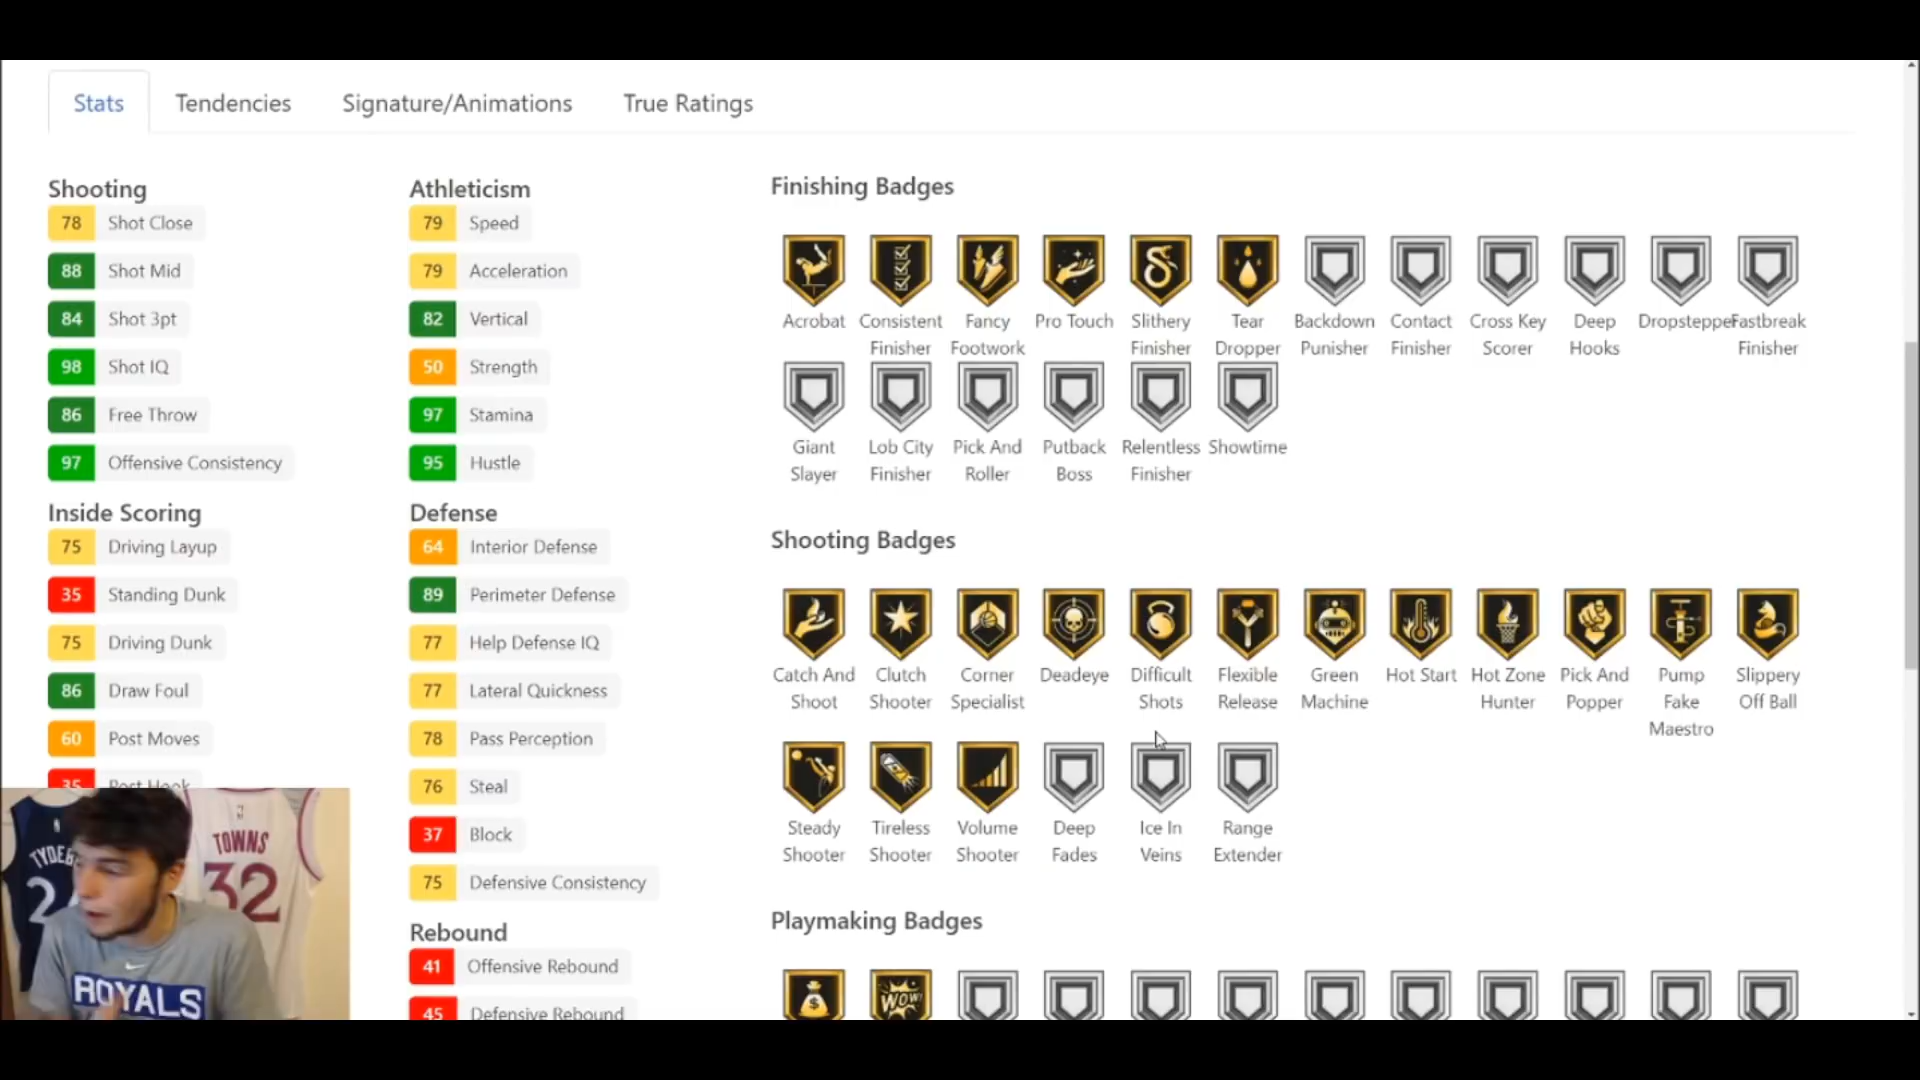 Stats Tendencies Signature/Animations True Ratings
Shooting
78 Shot Close
88 Shot Mid
84 Shot 3pt
98 Shot IQ
86 Free Throw
97 Offensive Consistency
Inside Scoring
75 Driving Layup
35 Standing Dunk
75 Driving Dunk
86 Draw Foul
60 Post Moves
35 Post Hook
Athleticism
79 Speed
79 Acceleration
82 Vertical
50 Strength
97 Stamina
95 Hustle
Defense
64 Interior Defense
89 Perimeter Defense
77 Help Defense IQ
77 Lateral Quickness
78 Pass Perception
76 Steal
37 Block
75 Defensive Consistency
Rebound
41 Offensive Rebound
45 Defensive Rebound
Finishing Badges
Acrobat Consistent Fancy Pro Touch Slithery Tear Backdown Contact Cross Key Deep Dropstepper Fastbreak
Finisher Footwork Finisher Dropper Punisher Finisher Scorer Hooks Finisher
Giant Lob City Pick And Putback Relentless Showtime
Slayer Finisher Roller Boss Finisher
Shooting Badges
Catch And Clutch Corner Deadeye Difficult Flexible Green Hot Start Hot Zone Pick And Pump Slippery
Shoot Shooter Specialist Shots Release Machine Hunter Popper Fake Off Ball
Maestro
Steady Tireless Volume Deep Ice In Range
Shooter Shooter Shooter Fades Veins Extender
Playmaking Badges
WOW!
TOWNS
32
2
ROYALS